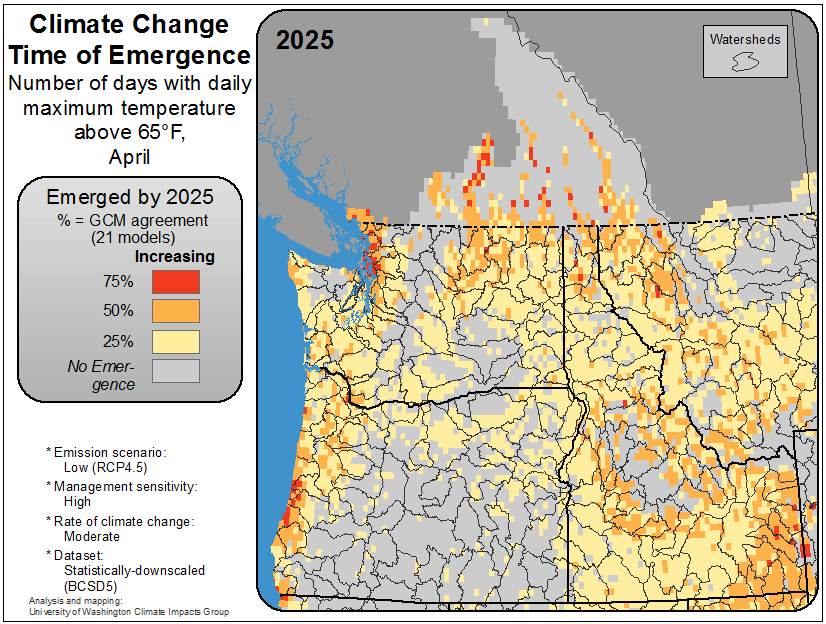 Climate Change
Time of Emergence
Number of days with daily
maximum temperature
above 65°F,
April
Emerged by 2025
% = GCM agreement
(21 models)
Increasing
75%
50%
25%
No Emer-
gence
* Emission scenario:
Low (RCP4.5)
* Management sensitivity:
High
* Rate of climate change:
Moderate
* Dataset:
Statistically-downscaled
(BCSD5)
Analysis and mapping:
University of Washington Climate Impacts Group
2025
Watersheds